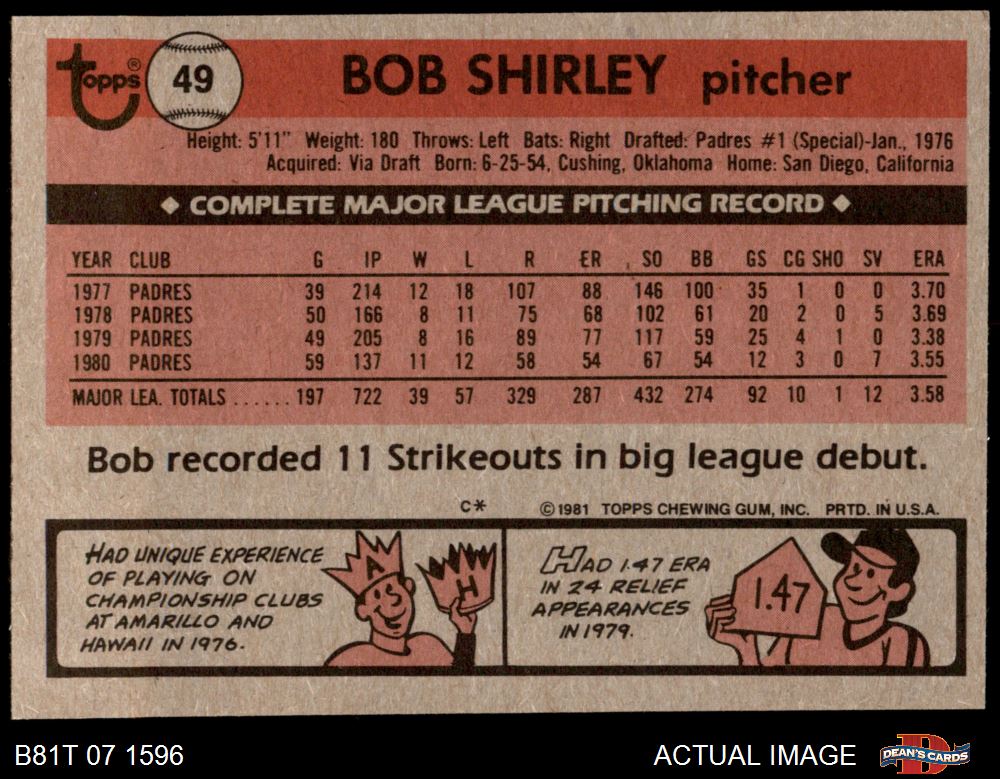 topps® 49 BOB SHIRLEY pitcher
Height: 5'11" Weight: 180 Throws: Left Bats: Right Drafted: Padres #1 (Special)-Jan., 1976
Acquired: Via Draft Born: 6-25-54, Cushing, Oklahoma Home: San Diego, California
◆ COMPLETE MAJOR LEAGUE PITCHING RECORD ◆
YEAR CLUB G IP W L R ER SO BB GS CG SHO SV ERA
1977 PADRES 39 214 12 18 107 88 146 100 35 1 0 0 3.70
1978 PADRES 50 166 8 11 75 68 102 61 20 2 0 5 3.69
1979 PADRES 49 205 8 16 89 77 117 59 25 4 1 0 3.38
1980 PADRES 59 137 11 12 58 54 67 54 12 3 0 7 3.55
MAJOR LEA. TOTALS ...... 197 722 39 57 329 287 432 274 92 10 1 12 3.58
Bob recorded 11 Strikeouts in big league debut.
C* ©1981 TOPPS CHEWING GUM, INC. PRTD. IN U.S.A.
HAD UNIQUE EXPERIENCE
OF PLAYING ON
CHAMPIONSHIP CLUBS
AT AMARILLO AND
HAWAII IN 1976.
A H
HAD 1.47 ERA
IN 24 RELIEF
APPEARANCES
IN 1979.
1.47
B81T 07 1596 ACTUAL IMAGE DEAN'S CARDS